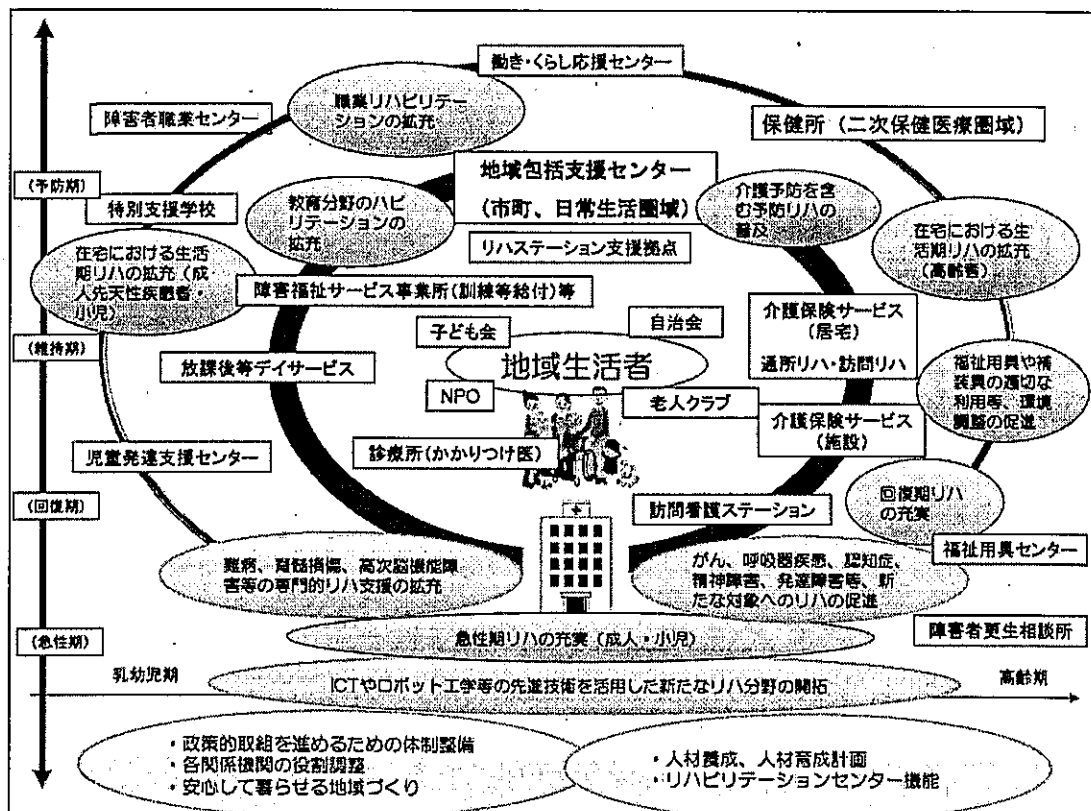 働き・くらし応援センター
職業リハビリテー
ションの拡充
障害者職業センター
保健所(二次保健医療圏域)
(予防期)
地域包括支援センター
(市町、日常生活圏域)
特別支援学校
教育分野のハビ
リテーションの
拡充
介護予防を含
む予防リハの
普及
リハステーション支援拠点
在宅における生
活期リハの拡充
(高齢者)
在宅における生活
期リハの拡充(成
人先天性疾患者・
小児)
障害福祉サービス事業所(訓練等給付)等
子ども会
自治会
介護保険サービス
(居宅)
通所リハ・訪問リハ
(維持期)
放課後等デイサービス
地域生活者
NPO
老人クラブ
福祉用具や補
装具の適切な
利用等、環境
調整の促進
介護保険サービス
(施設)
診療所(かかりつけ医)
児童発達支援センター
(回復期)
訪問看護ステーション
回復期リハ
の充実
福祉用具センター
難病、脊髄損傷、高次脳機能障
害等の専門的リハ支援の拡充
がん、呼吸器疾患、認知症、
精神障害、発達障害等、新
たな対象へのリハの促進
(急性期)
急性期リハの充実(成人・小児)
障害者更生相談所
乳幼児期
ICTやロボット工学等の先進技術を活用した新たなリハ分野の開拓
高齢期
・政策的取組を進めるための体制整備
・各関係機関の役割調整
・安心して暮らせる地域づくり
・人材養成、人材育成計画
・リハビリテーションセンター機能